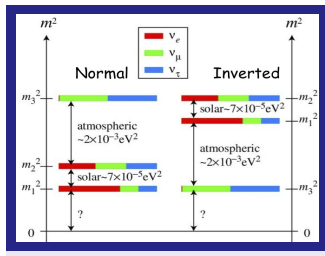 m²
νe
νμ
ντ
m²
Normal
Inverted
m₃²
atmospheric
~2×10⁻³eV²
m₂²
solar~7×10⁻⁵eV²
m₁²
?
0
m₂²
solar~7×10⁻⁵eV²
m₁²
atmospheric
~2×10⁻³eV²
m₃²
?
0